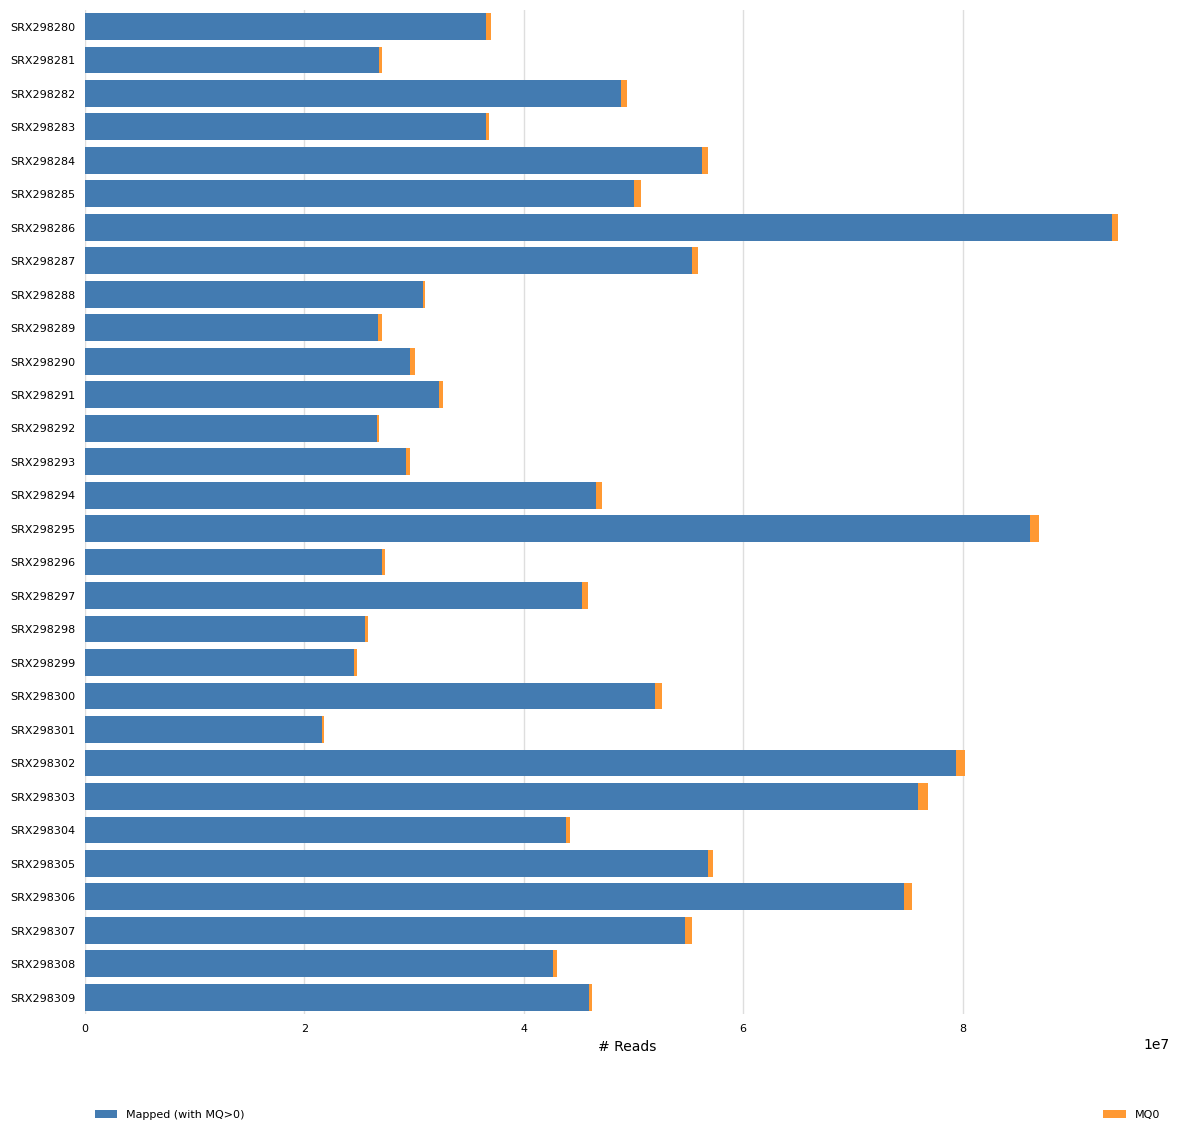 SRX298280
SRX298281
SRX298282
SRX298283
SRX298284
SRX298285
SRX298286
SRX298287
SRX298288
SRX298289
SRX298290
SRX298291
SRX298292
SRX298293
SRX298294
SRX298295
SRX298296
SRX298297
SRX298298
SRX298299
SRX298300
SRX298301
SRX298302
SRX298303
SRX298304
SRX298305
SRX298306
SRX298307
SRX298308
SRX298309
0 2 4 6 8
# Reads 1e7
Mapped (with MQ>0) MQ0